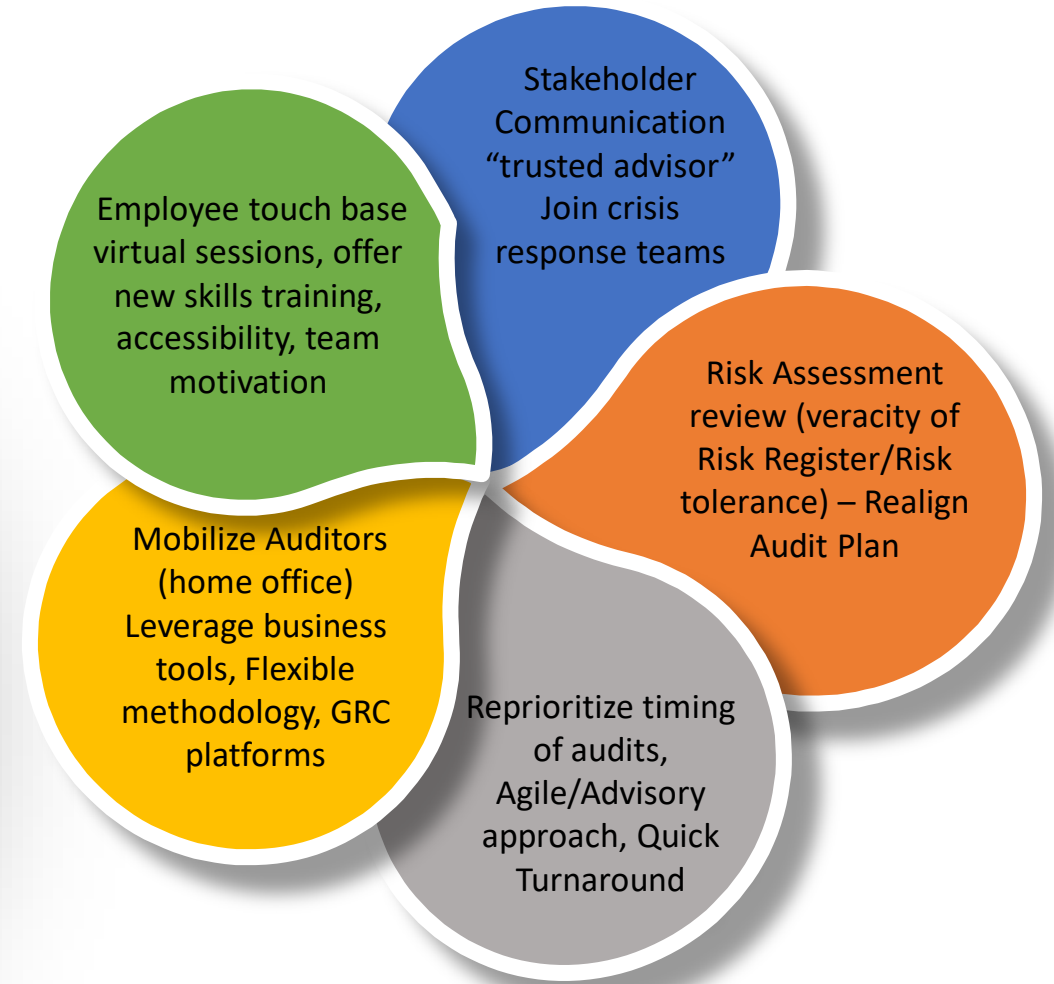 Stakeholder
Communication
“trusted advisor”
Join crisis
response teams
Risk Assessment
review (veracity of
Risk Register/Risk
tolerance) – Realign
Audit Plan
Reprioritize timing
of audits,
Agile/Advisory
approach, Quick
Turnaround
Mobilize Auditors
(home office)
Leverage business
tools, Flexible
methodology, GRC
platforms
Employee touch base
virtual sessions, offer
new skills training,
accessibility, team
motivation